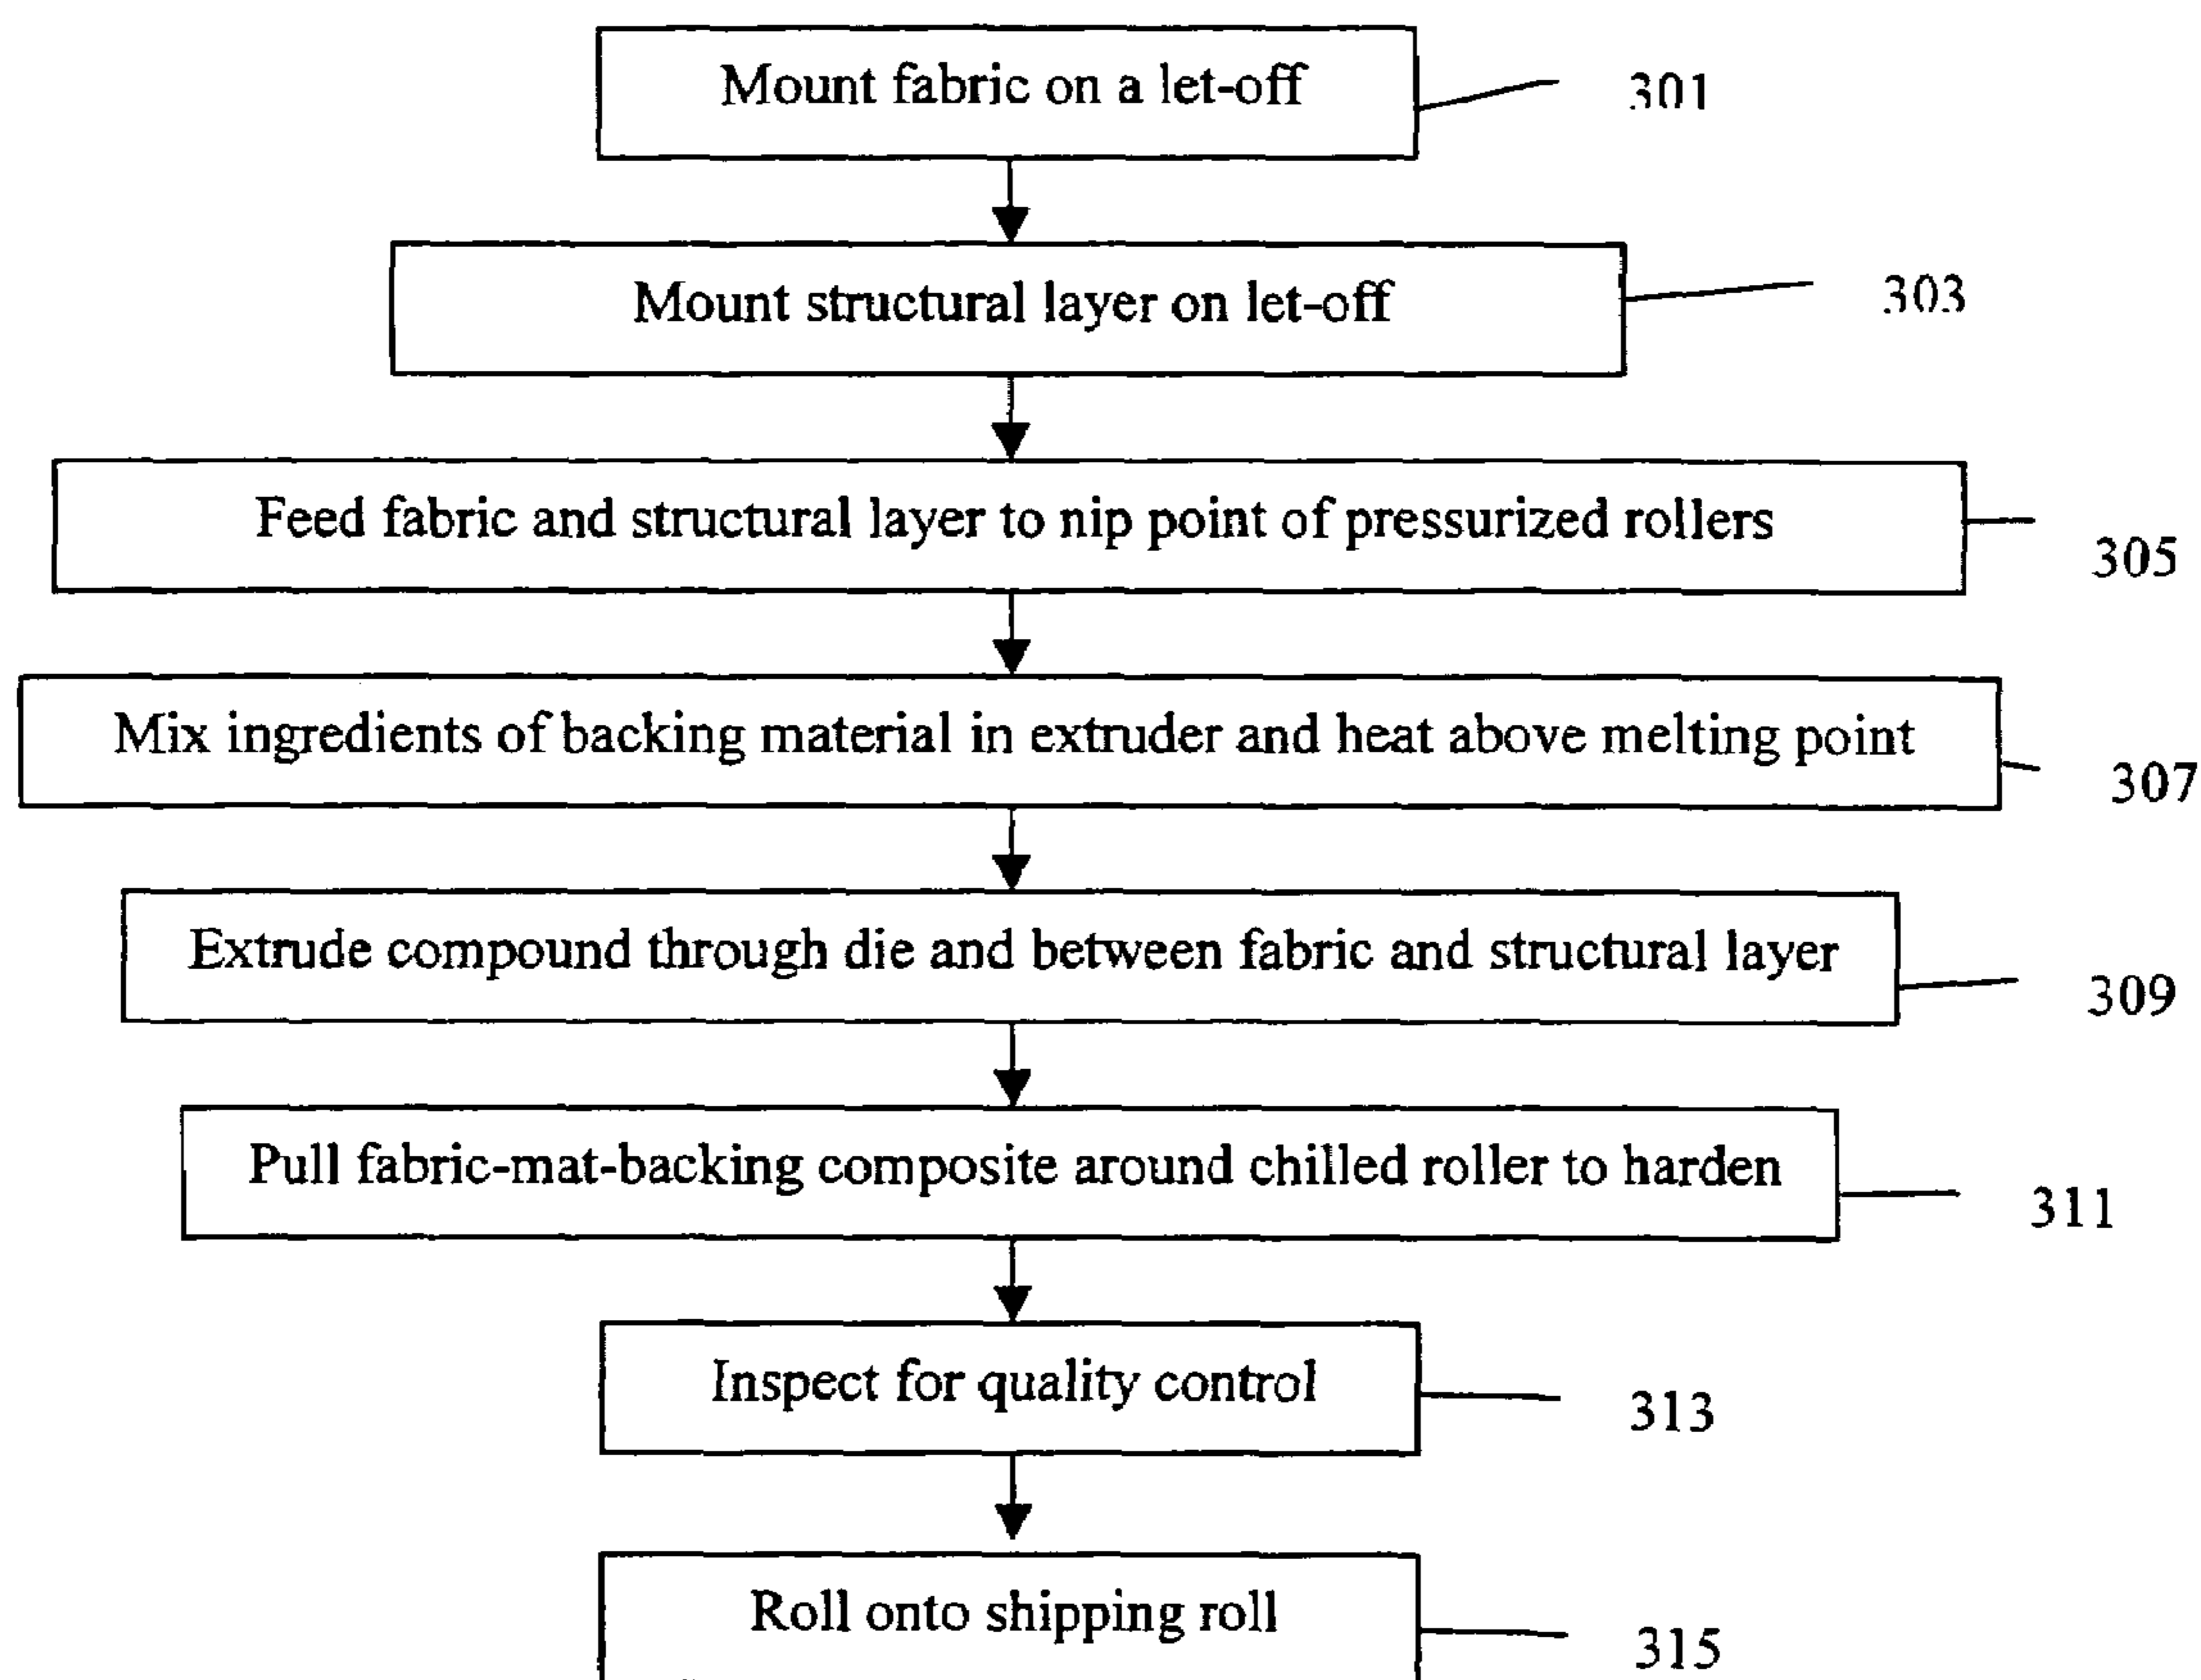 Mount fabric on a let-off
301
Mount structural layer on let-off
303
Feed fabric and structural layer to nip point of pressurized rollers
305
Mix ingredients of backing material in extruder and heat above melting point
307
Extrude compound through die and between fabric and structural layer
309
Pull fabric-mat-backing composite around chilled roller to harden
311
Inspect for quality control
313
Roll onto shipping roll
315